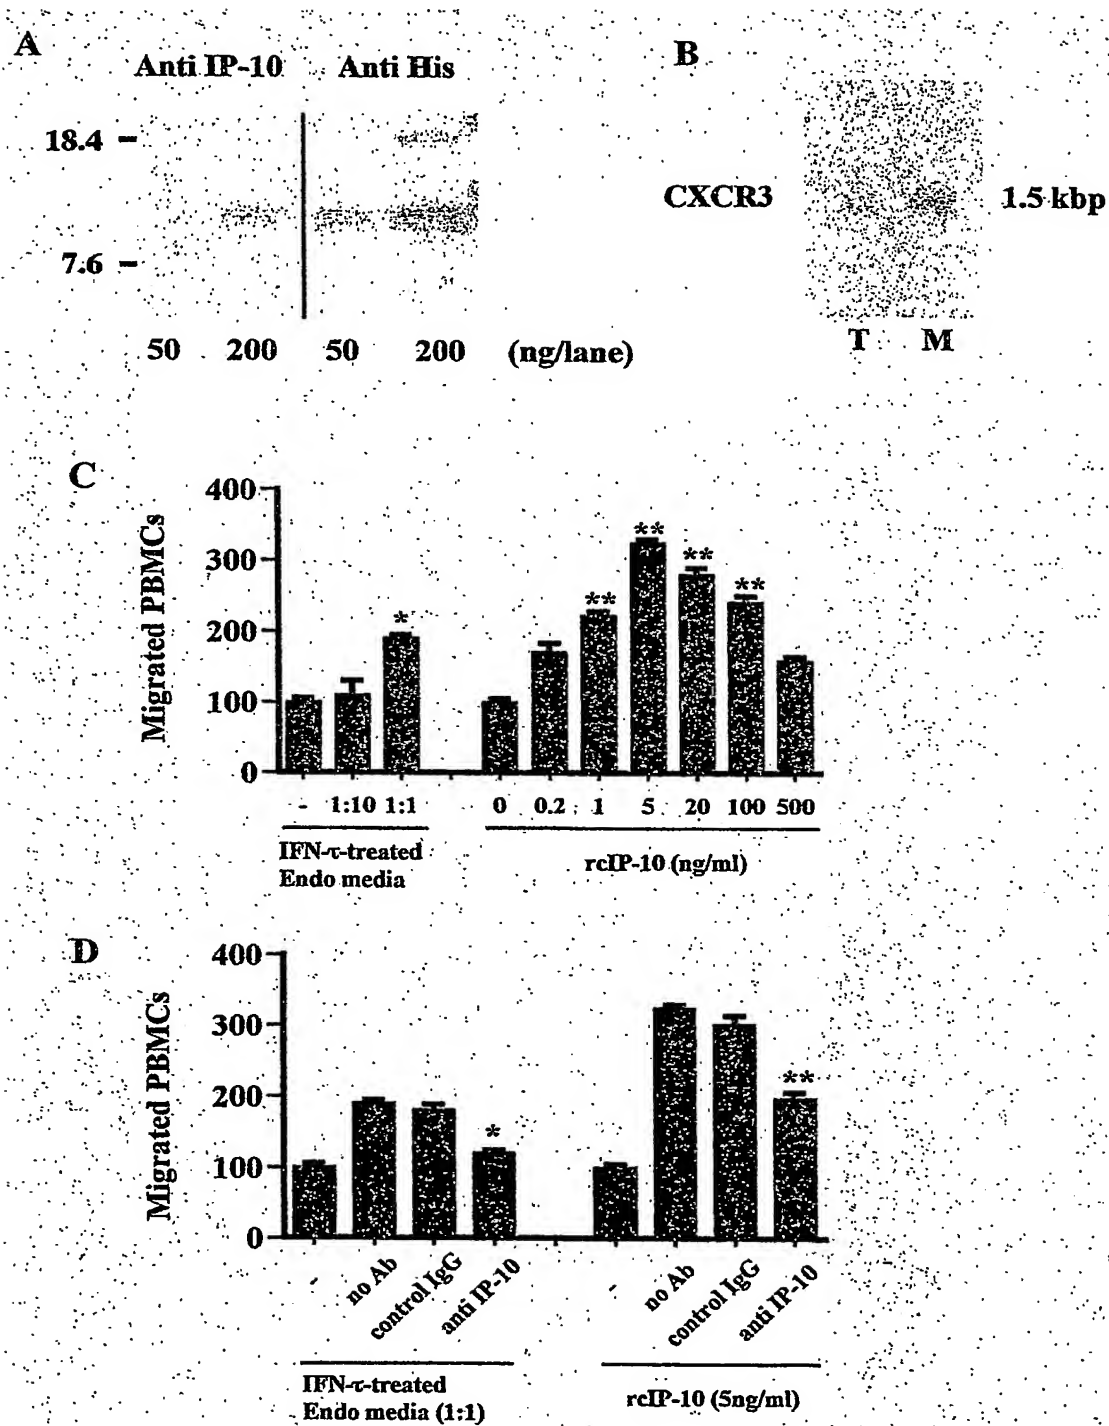 A
Anti IP-10 Anti His
18.4 -
7.6 -
50 200 50 200 (ng/lane)
B
CXCR3 1.5 kbp
T M
C
Migrated PBMCs
400
300
200
100
0
* ** ** ** **
- 1:10 1:1 0 0.2 1 5 20 100 500
IFN-τ-treated
Endo media
rcIP-10 (ng/ml)
D
Migrated PBMCs
400
300
200
100
0
* **
- no Ab control IgG anti IP-10 - no Ab control IgG anti IP-10
IFN-τ-treated
Endo media (1:1)
rcIP-10 (5ng/ml)